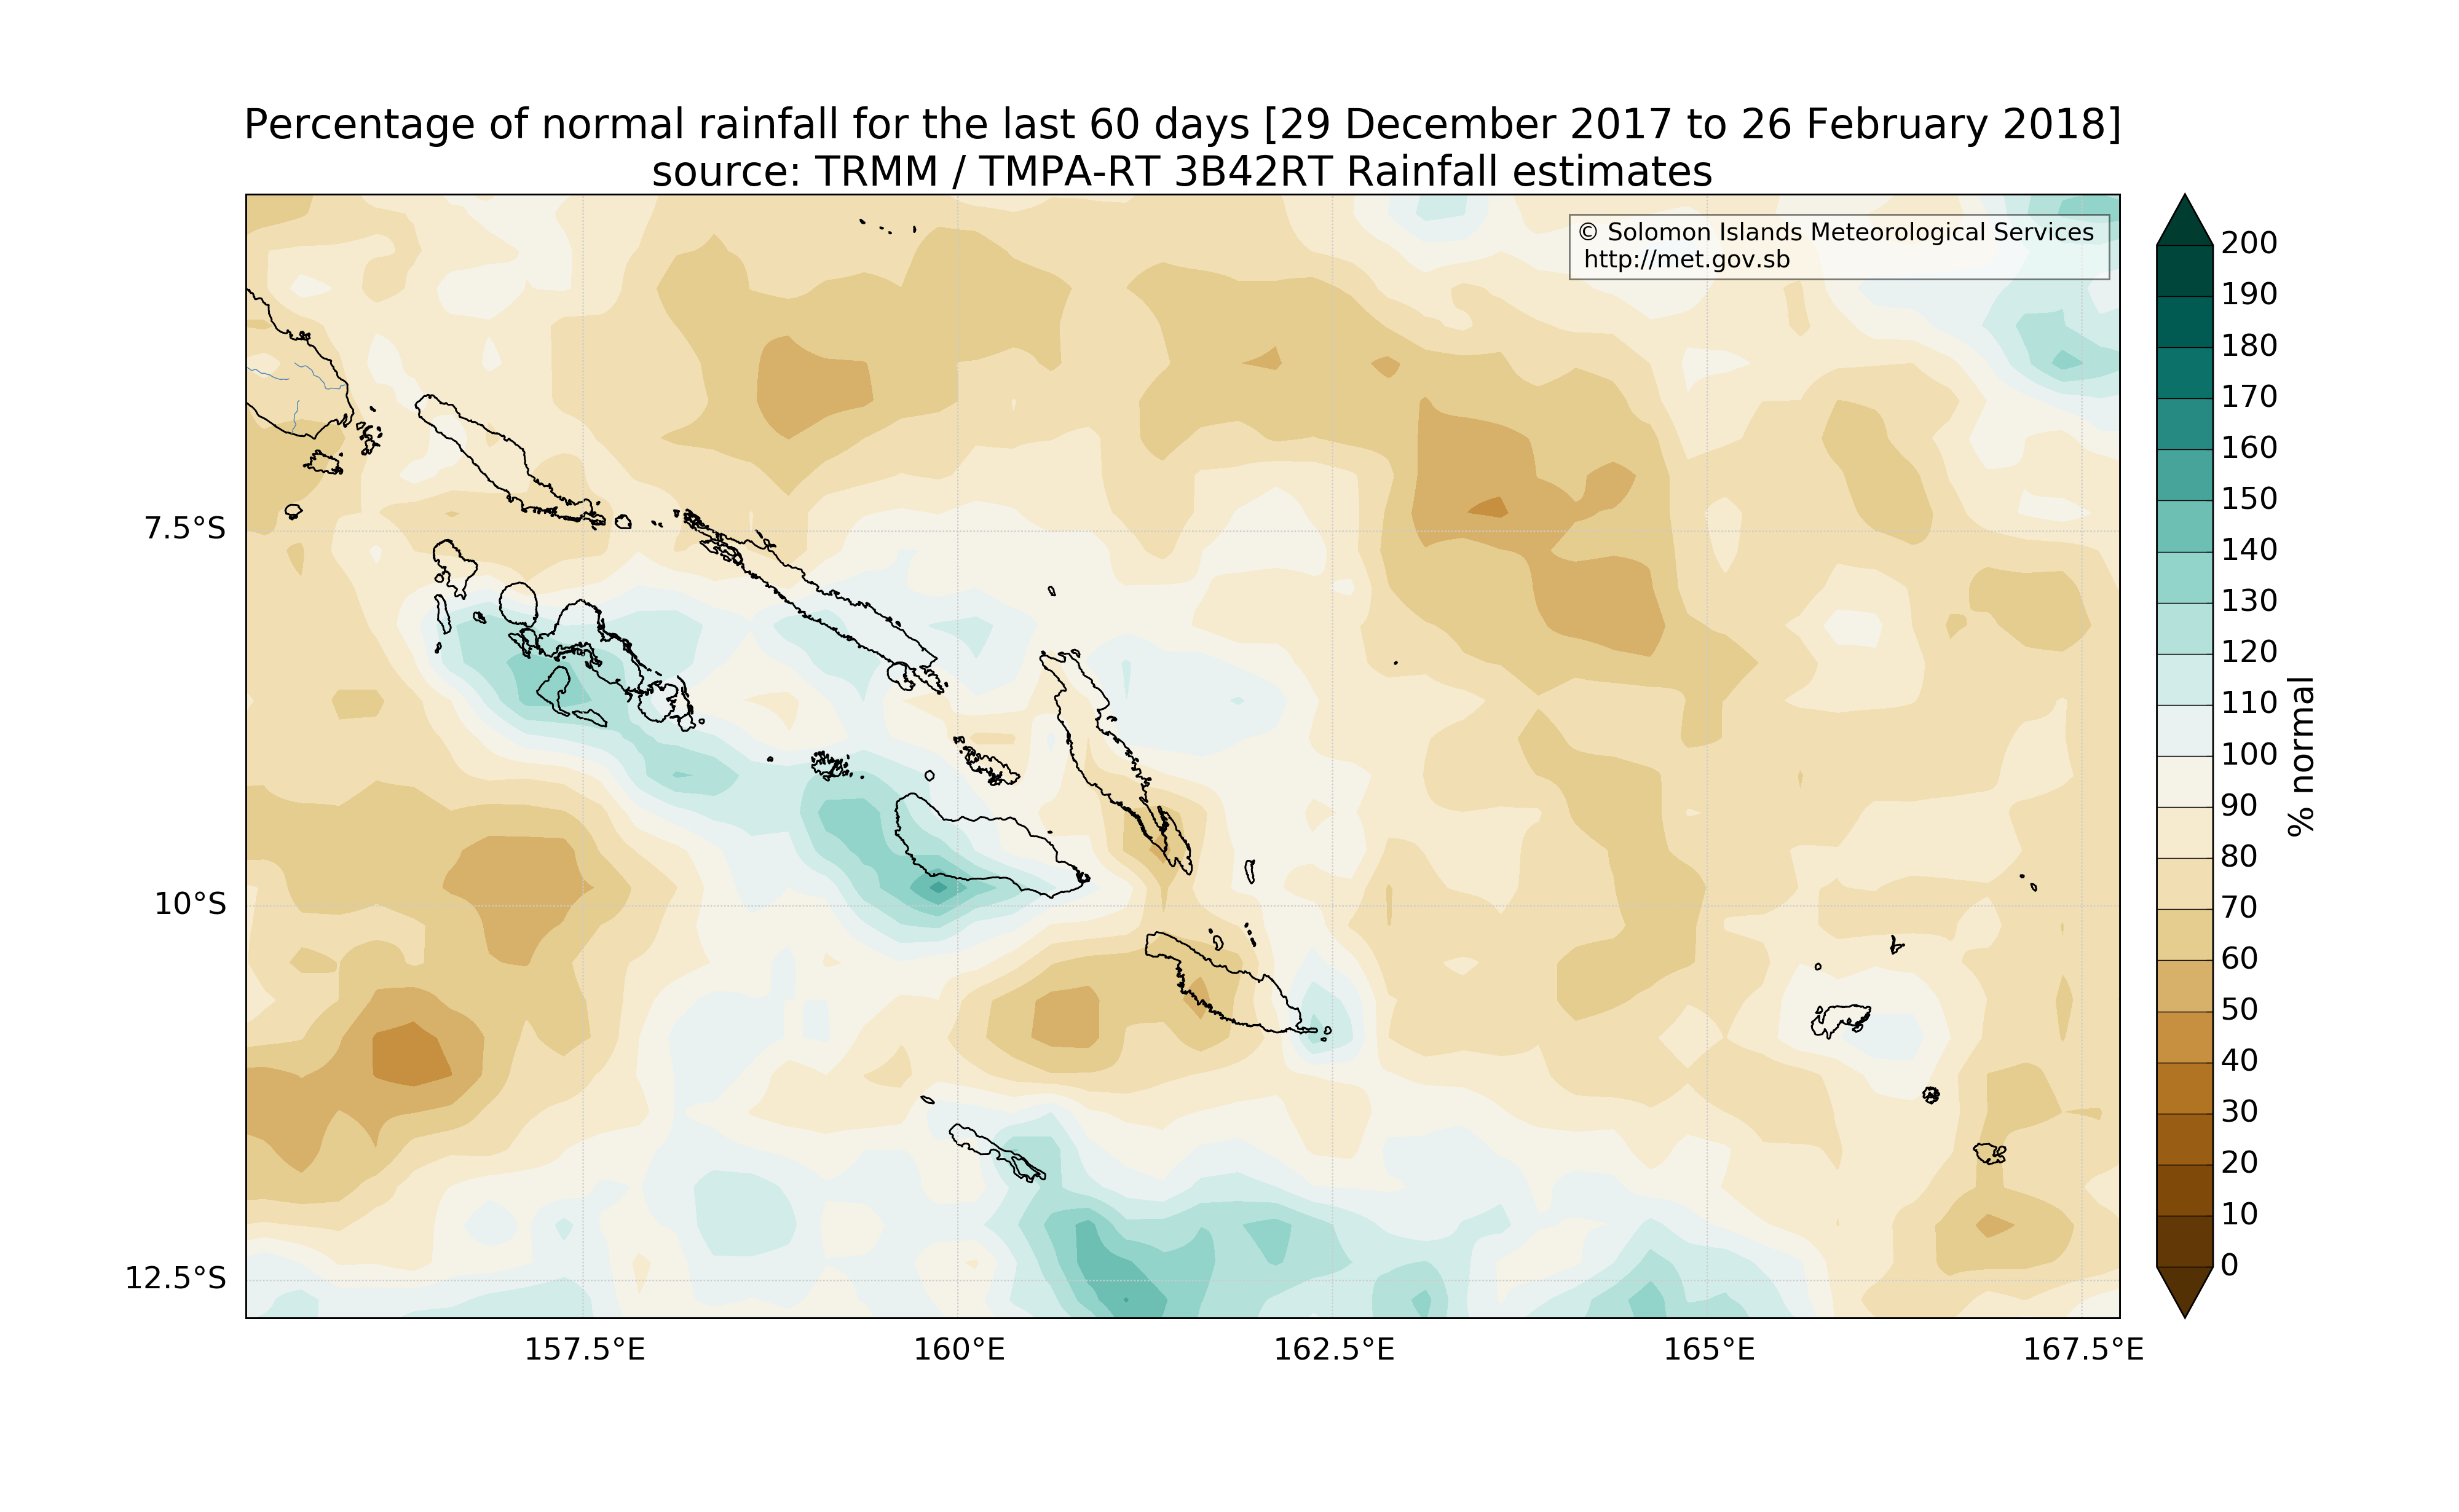 Percentage of normal rainfall for the last 60 days [29 December 2017 to 26 February 2018]
source: TRMM / TMPA-RT 3B42RT Rainfall estimates
© Solomon Islands Meteorological Services
http://met.gov.sb
7.5°S
10°S
12.5°S
157.5°E
160°E
162.5°E
165°E
167.5°E
200
190
180
170
160
150
140
130
120
110
100
90
80
70
60
50
40
30
20
10
0
% normal